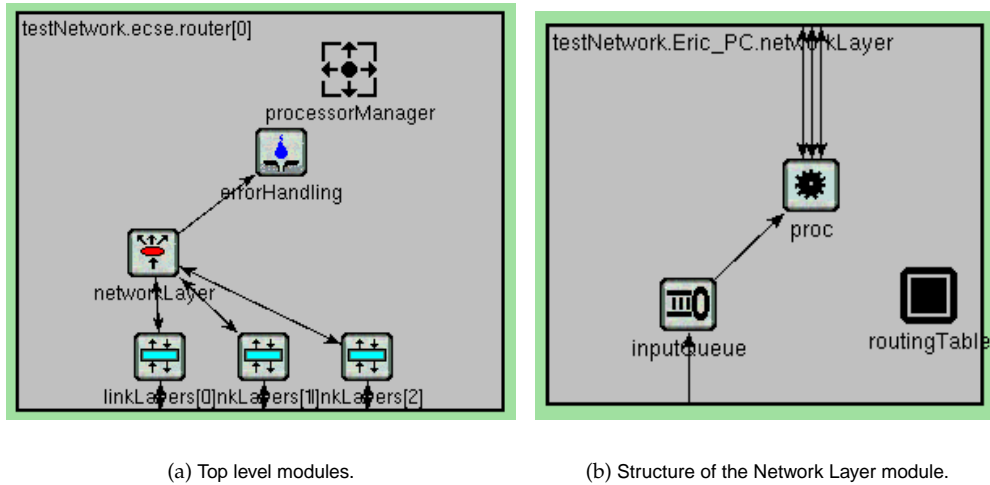 testNetwork.ecse.router[0]
processorManager
errorHandling
networkLayer
linkLayers[0]nkLayers[1]nkLayers[2]
(a) Top level modules.
testNetwork.Eric_PC.networkLayer
proc
inputQueue
routingTable
(b) Structure of the Network Layer module.